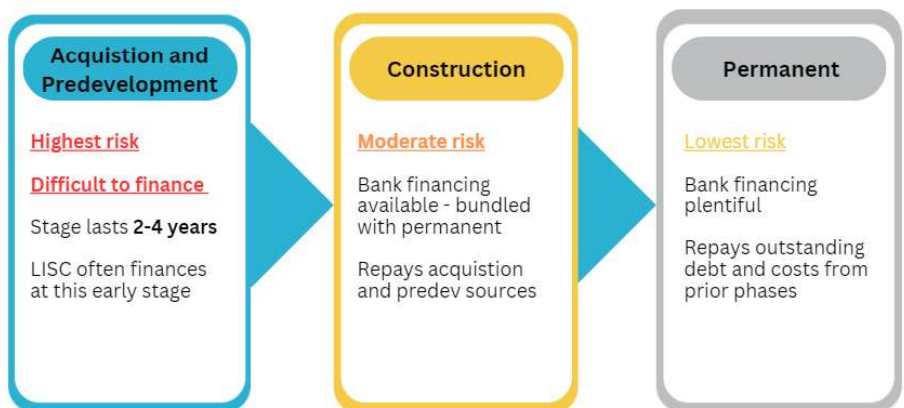 Acquistion and
Predevelopment
Highest risk
Difficult to finance
Stage lasts 2-4 years
LISC often finances
at this early stage
Construction
Moderate risk
Bank financing
available - bundled
with permanent
Repays acquistion
and predev sources
Permanent
Lowest risk
Bank financing
plentiful
Repays outstanding
debt and costs from
prior phases